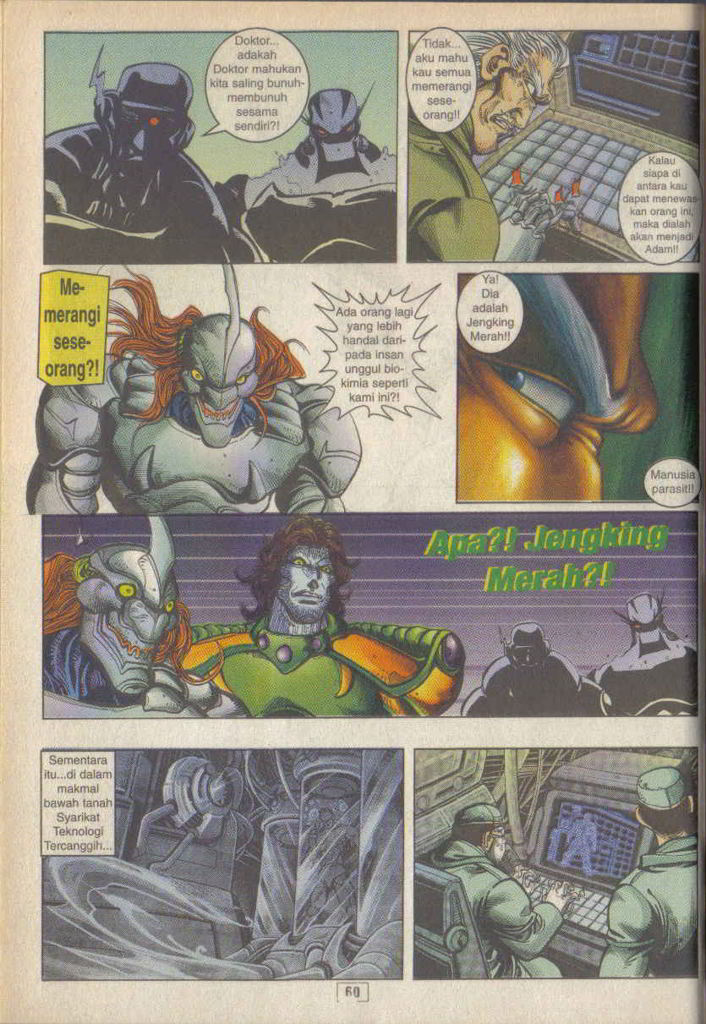 Doktor...
adakah
Doktor mahukan
kita saling bunuh-
membunuh
sesama
sendiri?!
Tidak...
aku mahu
kau semua
memerangi
sese-
orang!!
Kalau
siapa di
antara kau
dapat menewas-
kan orang ini,
maka dialah
akan menjadi
Adam!!
Me-
merangi
sese-
orang?!
Ada orang lagi
yang lebih
handal dari-
pada insan
unggul bio-
kimia seperti
kami ini?!
Ya!
Dia
adalah
Jengking
Merah!!
Manusia
parasit!!
Apa?! Jengking
Merah?!
Sementara
itu...di dalam
makmal
bawah tanah
Syarikat
Teknologi
Tercanggih...
60